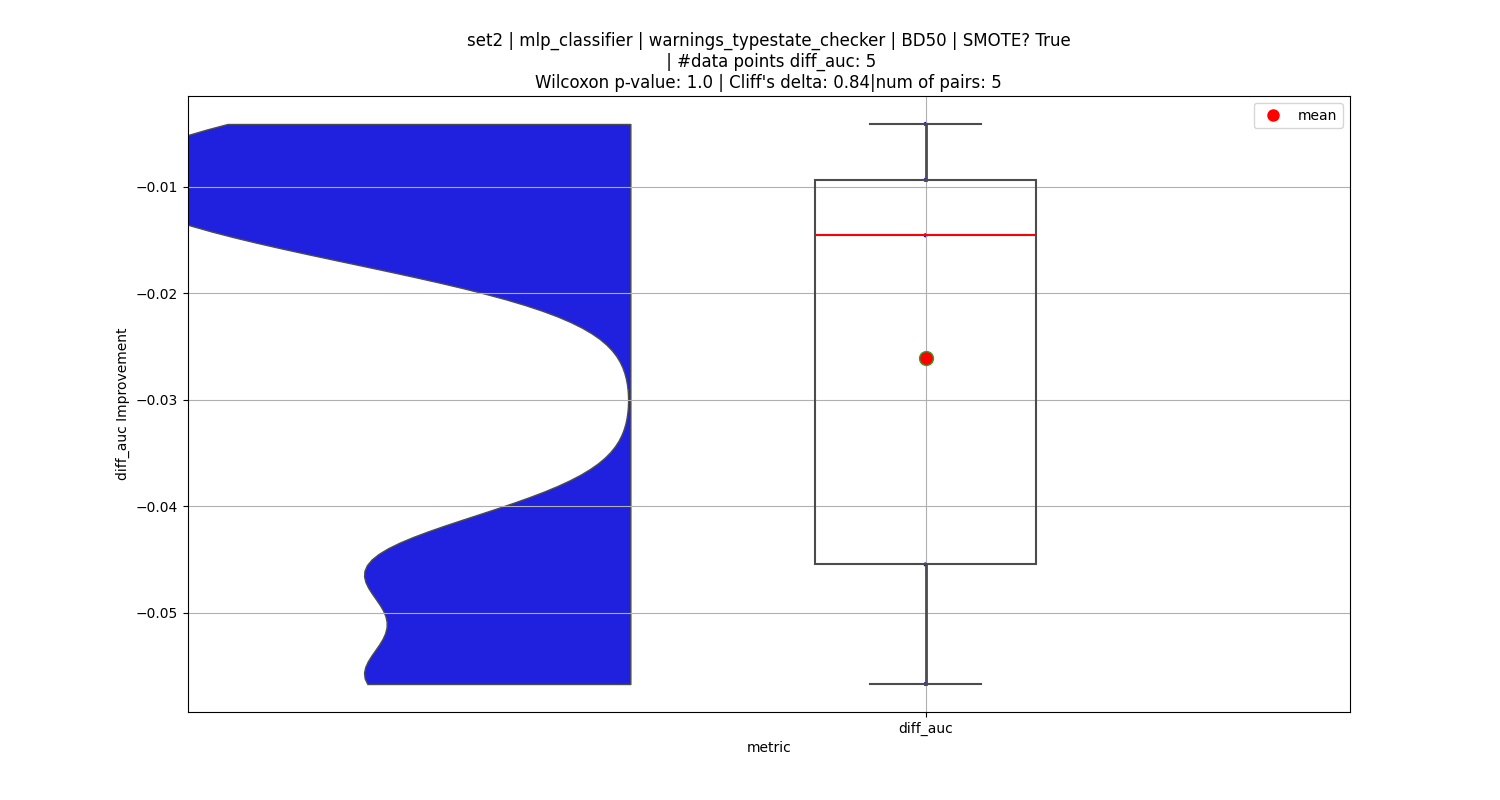 set2 | mlp_classifier | warnings_typestate_checker | BD50 | SMOTE? True
| #data points diff_auc: 5
Wilcoxon p-value: 1.0 | Cliff's delta: 0.84|num of pairs: 5
mean
−0.01
−0.02
−0.03
−0.04
−0.05
diff_auc Improvement
diff_auc
metric